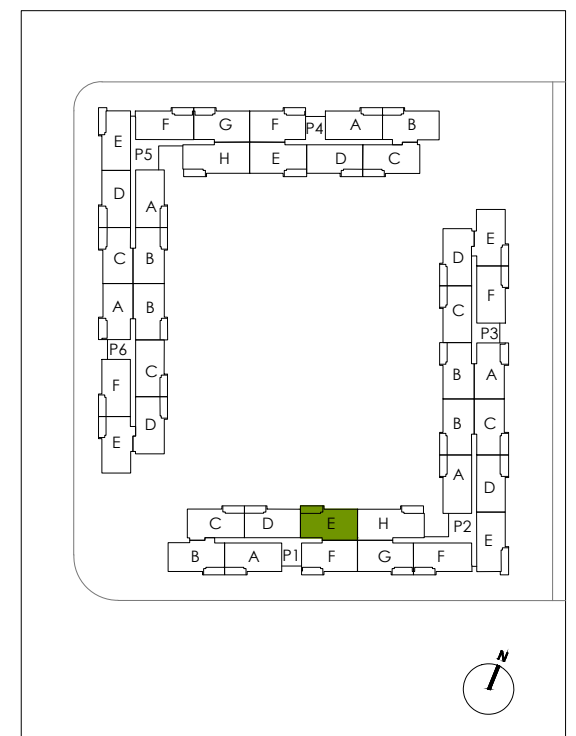 F G F P4 A B
E P5 H E D C
D A
C B
A B
P6
F C
E D
E
D F
C P3
B A
B C
A D
P2 E
C D E H
B A P1 F G F
N